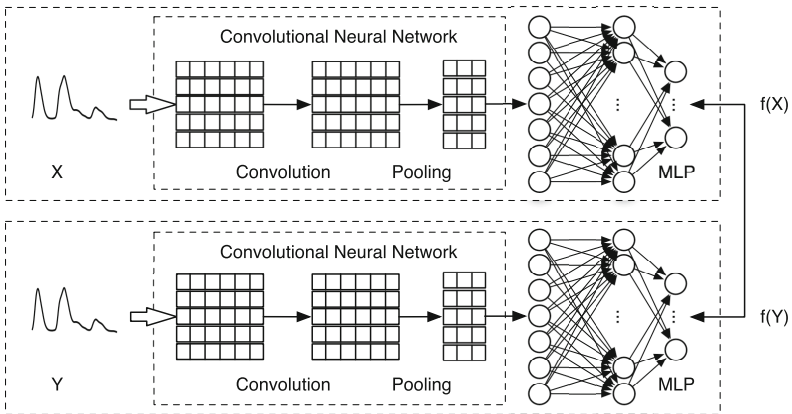 Convolutional Neural Network
X
Convolution
Pooling
MLP
f(X)
Convolutional Neural Network
Y
Convolution
Pooling
MLP
f(Y)